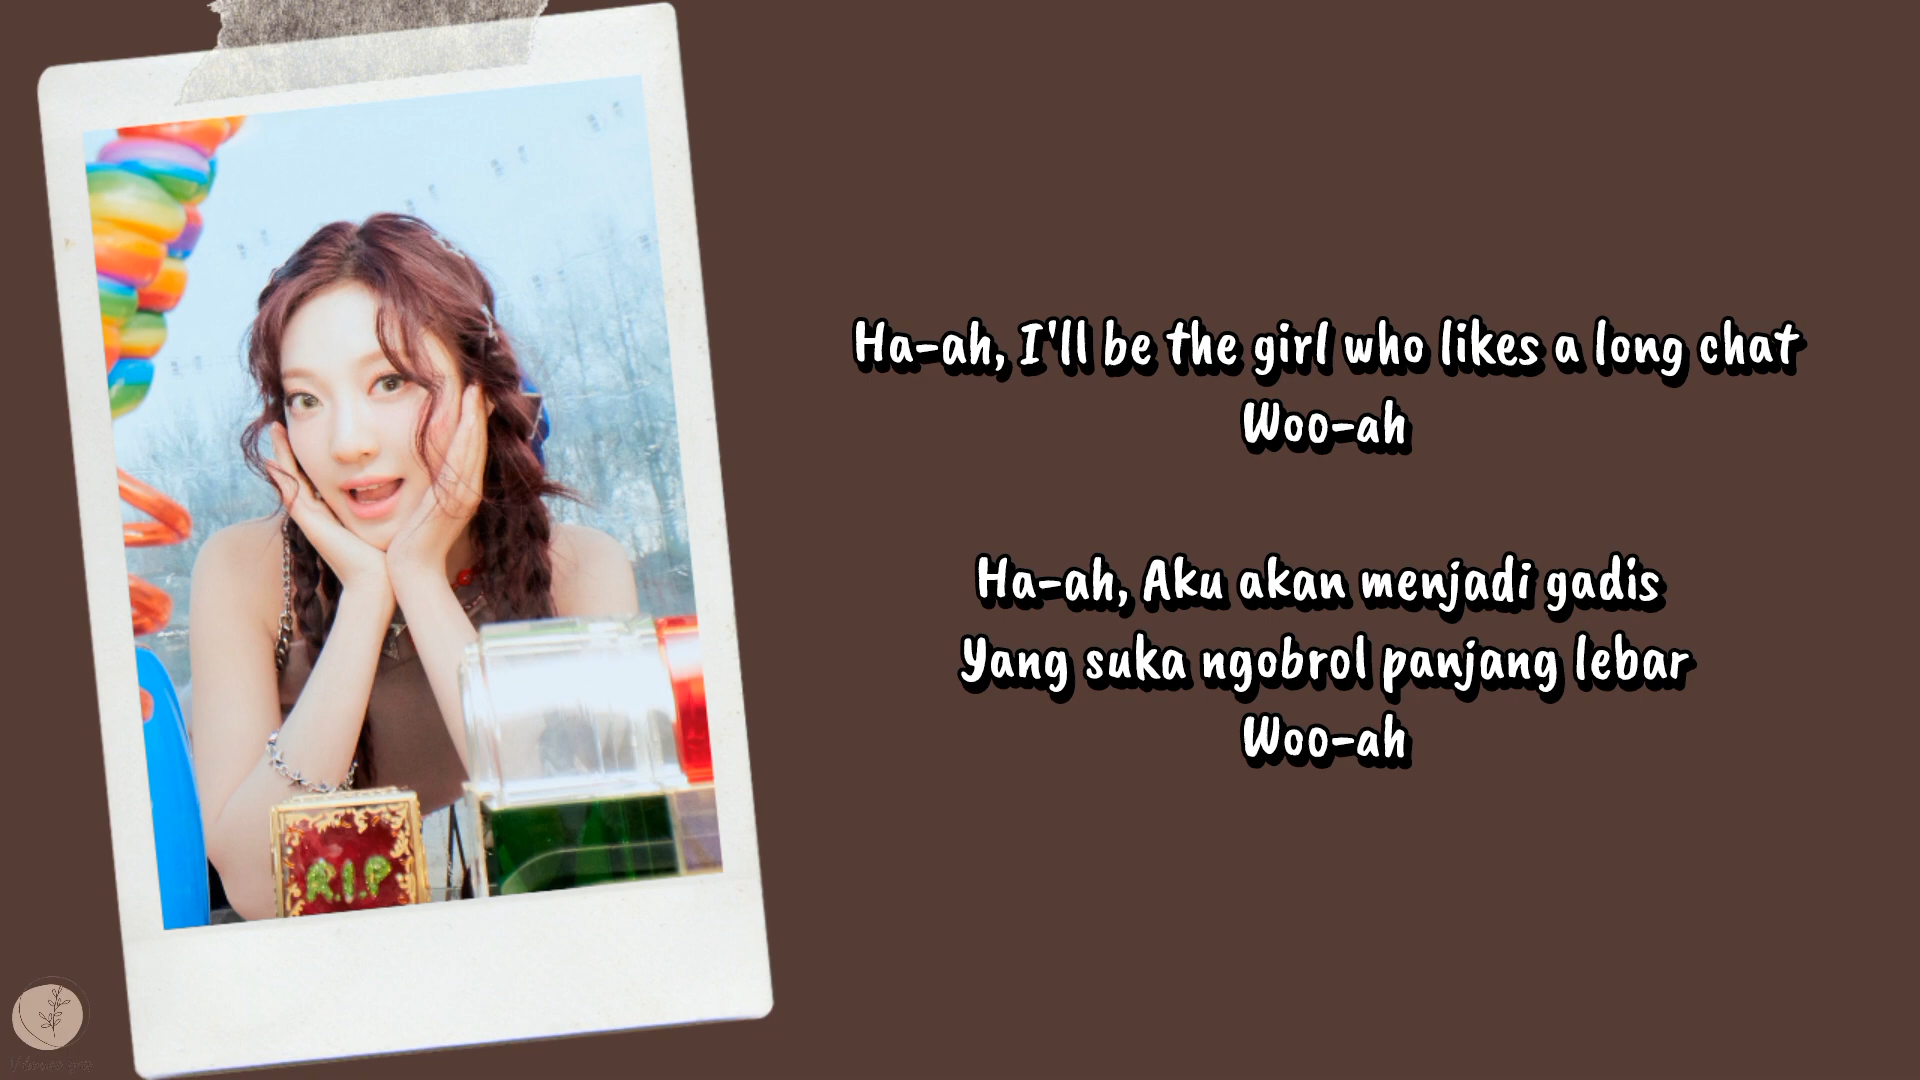 Ha-ah, I'll be the girl who likes a long chat
Woo-ah
Ha-ah, Aku akan menjadi gadis
Yang suka ngobrol panjang lebar
Woo-ah
R.I.P